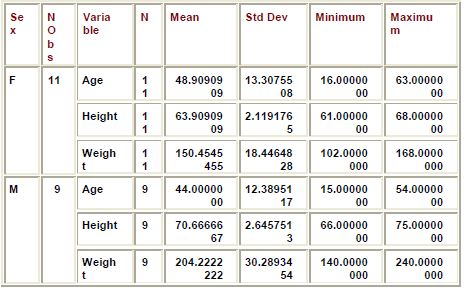 Se N Varia N Mean Std Dev Minimum Maximu
x O ble m
b
s
F 11 Age 1 48.90909 13.30755 16.00000 63.00000
1 09 08 00 00
Height 1 63.90909 2.119176 61.00000 68.00000
1 09 5 00 00
Weigh 1 150.4545 18.44648 102.0000 168.0000
t 1 455 28 000 000
M 9 Age 9 44.00000 12.38951 15.00000 54.00000
00 17 00 00
Height 9 70.66666 2.645751 66.00000 75.00000
67 3 00 00
Weigh 9 204.2222 30.28934 140.0000 240.0000
t 222 54 000 000